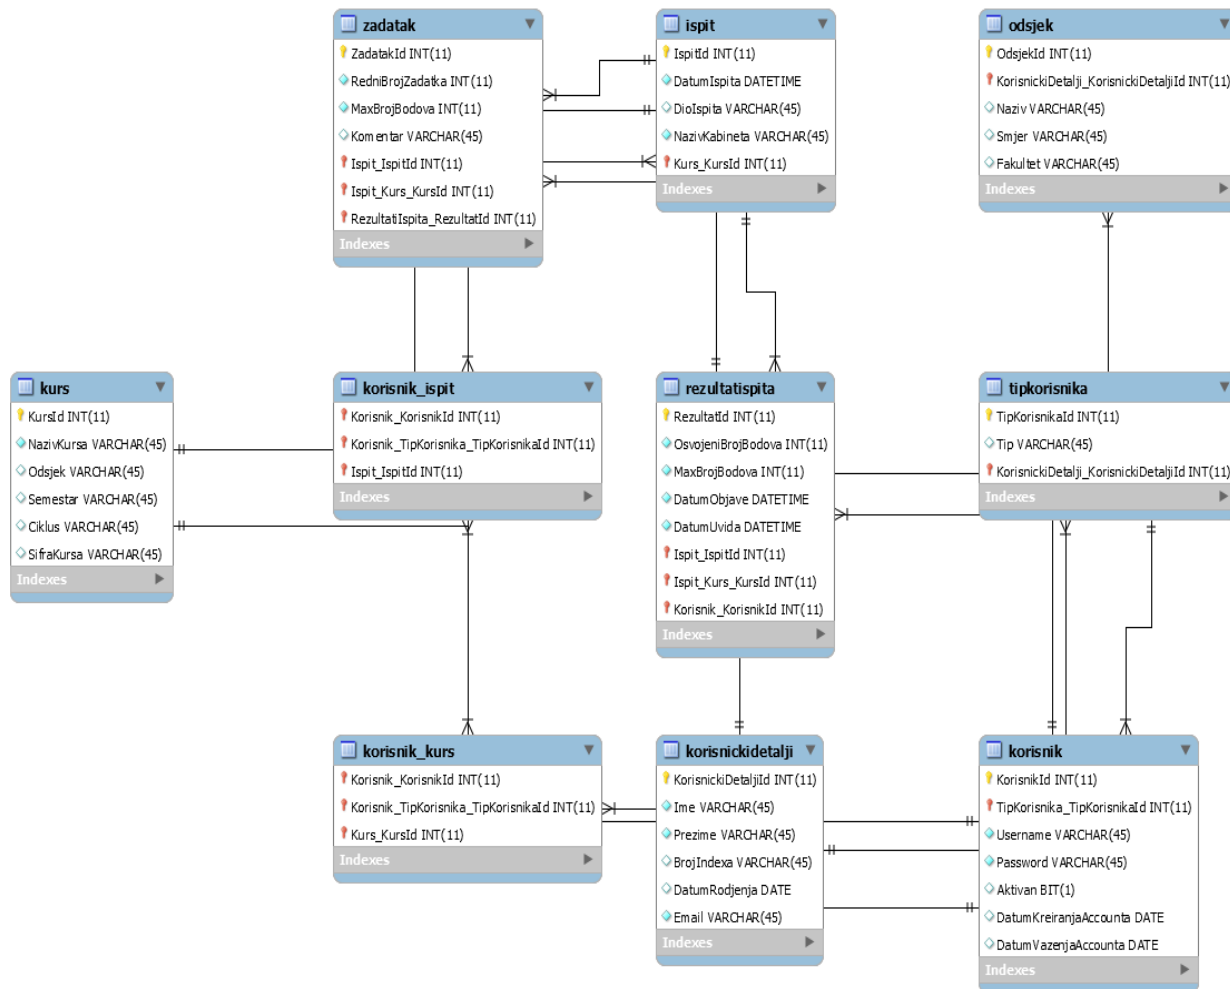 zadatak
ZadatakId INT(11)
RedniBrojZadatka INT(11)
MaxBrojBodova INT(11)
Komentar VARCHAR(45)
Ispit_IspitId INT(11)
Ispit_Kurs_KursId INT(11)
RezultatiIspita_RezultatId INT(11)
Indexes
ispit
IspitId INT(11)
DatumIspita DATETIME
DioIspita VARCHAR(45)
NazivKabineta VARCHAR(45)
Kurs_KursId INT(11)
Indexes
odsjek
OdsjekId INT(11)
KorisnickiDetalji_KorisnickiDetaljiId INT(11)
Naziv VARCHAR(45)
Smjer VARCHAR(45)
Fakultet VARCHAR(45)
Indexes
kurs
KursId INT(11)
NazivKursa VARCHAR(45)
Odsjek VARCHAR(45)
Semestar VARCHAR(45)
Ciklus VARCHAR(45)
SifraKursa VARCHAR(45)
Indexes
korisnik_ispit
Korisnik_KorisnikId INT(11)
Korisnik_TipKorisnika_TipKorisnikaId INT(11)
Ispit_IspitId INT(11)
Indexes
rezultatispita
RezultatId INT(11)
OsvojeniBrojBodova INT(11)
MaxBrojBodova INT(11)
DatumObjave DATETIME
DatumUvida DATETIME
Ispit_IspitId INT(11)
Ispit_Kurs_KursId INT(11)
Korisnik_KorisnikId INT(11)
Indexes
tipkorisnika
TipKorisnikaId INT(11)
Tip VARCHAR(45)
KorisnickiDetalji_KorisnickiDetaljiId INT(11)
Indexes
korisnik_kurs
Korisnik_KorisnikId INT(11)
Korisnik_TipKorisnika_TipKorisnikaId INT(11)
Kurs_KursId INT(11)
Indexes
korisnickidetalji
KorisnickiDetaljiId INT(11)
Ime VARCHAR(45)
Prezime VARCHAR(45)
BrojIndexa VARCHAR(45)
DatumRodjenja DATE
Email VARCHAR(45)
Indexes
korisnik
KorisnikId INT(11)
TipKorisnika_TipKorisnikaId INT(11)
Username VARCHAR(45)
Password VARCHAR(45)
Aktivan BIT(1)
DatumKreiranjaAccounta DATE
DatumVazenjaAccounta DATE
Indexes